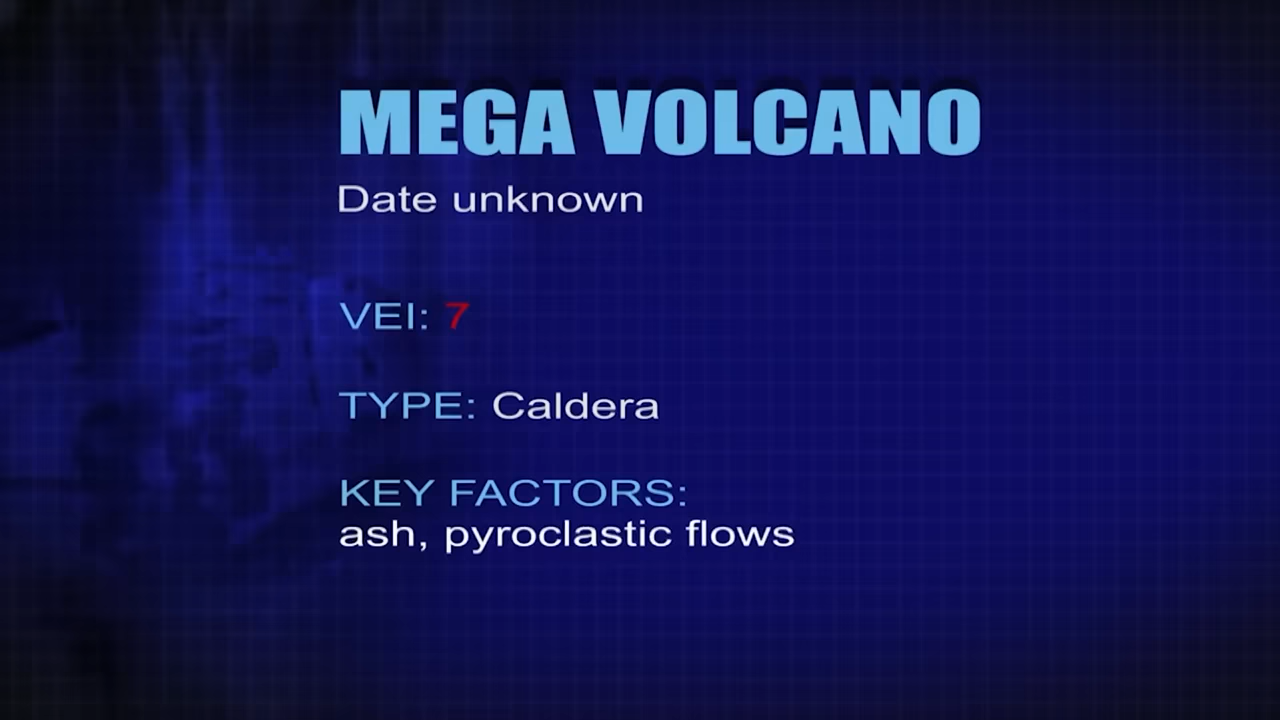 MEGA VOLCANO
Date unknown
VEI: 7
TYPE: Caldera
KEY FACTORS:
ash, pyroclastic flows